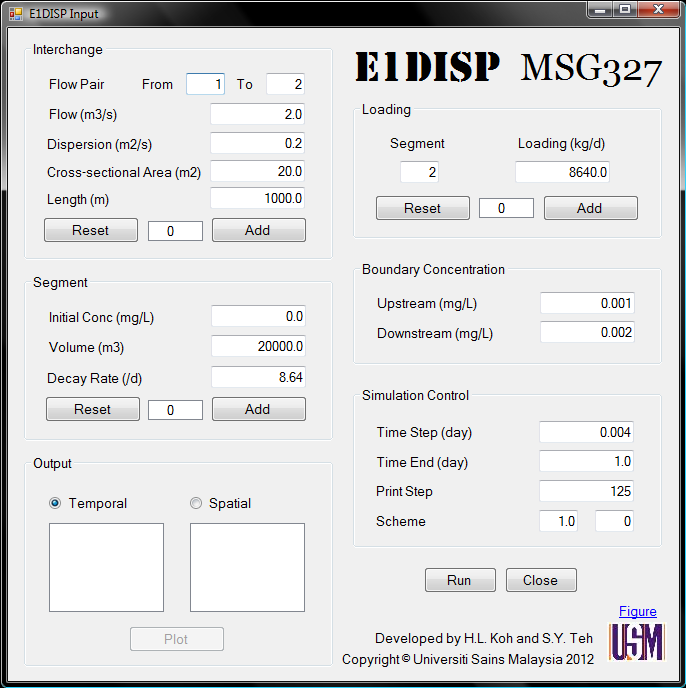 E1DISP Input
Interchange
Flow Pair From 1 To 2
Flow (m3/s) 2.0
Dispersion (m2/s) 0.2
Cross-sectional Area (m2) 20.0
Length (m) 1000.0
Reset 0 Add
Segment
Initial Conc (mg/L) 0.0
Volume (m3) 20000.0
Decay Rate (/d) 8.64
Reset 0 Add
Output
Temporal Spatial
Plot
E1DISP MSG327
Loading
Segment Loading (kg/d)
2 8640.0
Reset 0 Add
Boundary Concentration
Upstream (mg/L) 0.001
Downstream (mg/L) 0.002
Simulation Control
Time Step (day) 0.004
Time End (day) 1.0
Print Step 125
Scheme 1.0 0
Run Close
Figure
Developed by H.L. Koh and S.Y. Teh
Copyright © Universiti Sains Malaysia 2012
USM